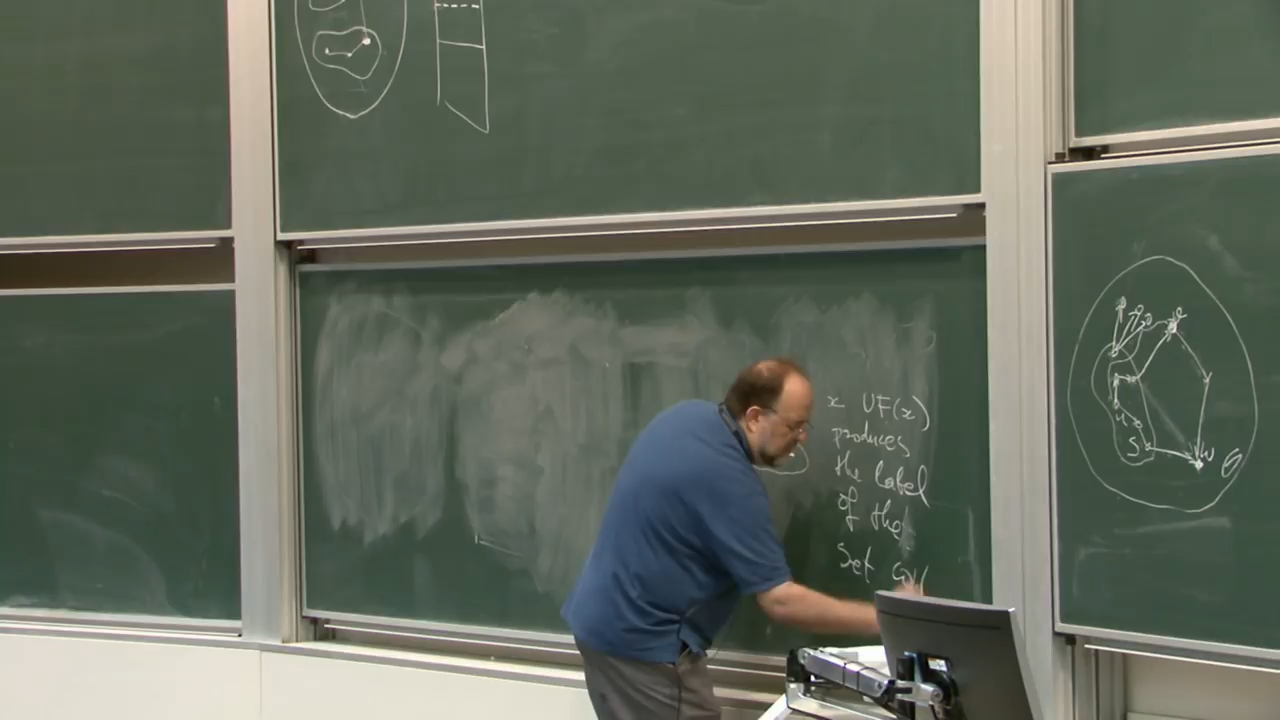 x UF(x)
produces
the label
of the
Set
S
w